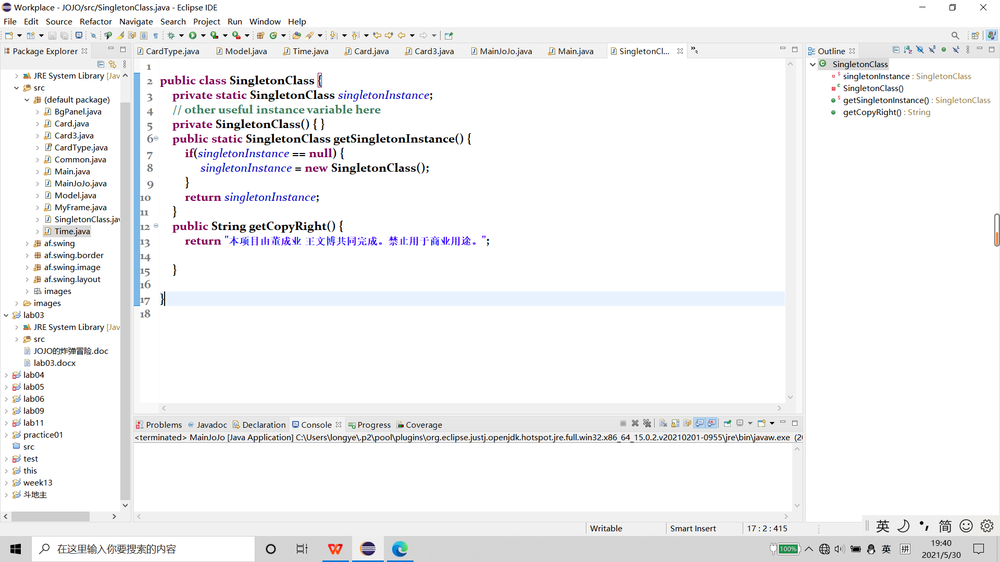 Workplace - JOJO/src/SingletonClass.java - Eclipse IDE
File Edit Source Refactor Navigate Search Project Run Window Help
Package Explorer
CardType.java Model.java Time.java Card.java Card3.java MainJoJo.java Main.java SingletonCl... »3
Outline
JRE System Library [Jav
src
(default package)
BgPanel.java
Card.java
Card3.java
CardType.java
Common.java
Main.java
MainJoJo.java
Model.java
MyFrame.java
SingletonClass.jav
Time.java
af.swing
af.swing.border
af.swing.image
af.swing.layout
images
images
lab03
JRE System Library [Jav
src
JOJO的炸弹冒险.doc
lab03.docx
lab04
lab05
lab06
lab09
lab11
practice01
src
test
this
week13
斗地主
1
2 public class SingletonClass {
3 private static SingletonClass singletonInstance;
4 // other useful instance variable here
5 private SingletonClass() { }
6 public static SingletonClass getSingletonInstance() {
7 if(singletonInstance == null) {
8 singletonInstance = new SingletonClass();
9 }
10 return singletonInstance;
11 }
12 public String getCopyRight() {
13 return "本项目由董成业 王文博共同完成。禁止用于商业用途。";
14
15 }
16
17 }
18
SingletonClass
singletonInstance : SingletonClass
SingletonClass()
getSingletonInstance() : SingletonClass
getCopyRight() : String
Problems Javadoc Declaration Console Progress Coverage
<terminated> MainJoJo [Java Application] C:\Users\longye\.p2\pool\plugins\org.eclipse.justj.openjdk.hotspot.jre.full.win32.x86_64_15.0.2.v20210201-0955\jre\bin\javaw.exe (20
Writable Smart Insert 17 : 2 : 415
英 简
在这里输入你要搜索的内容
100% 英 拼
19:40
2021/5/30